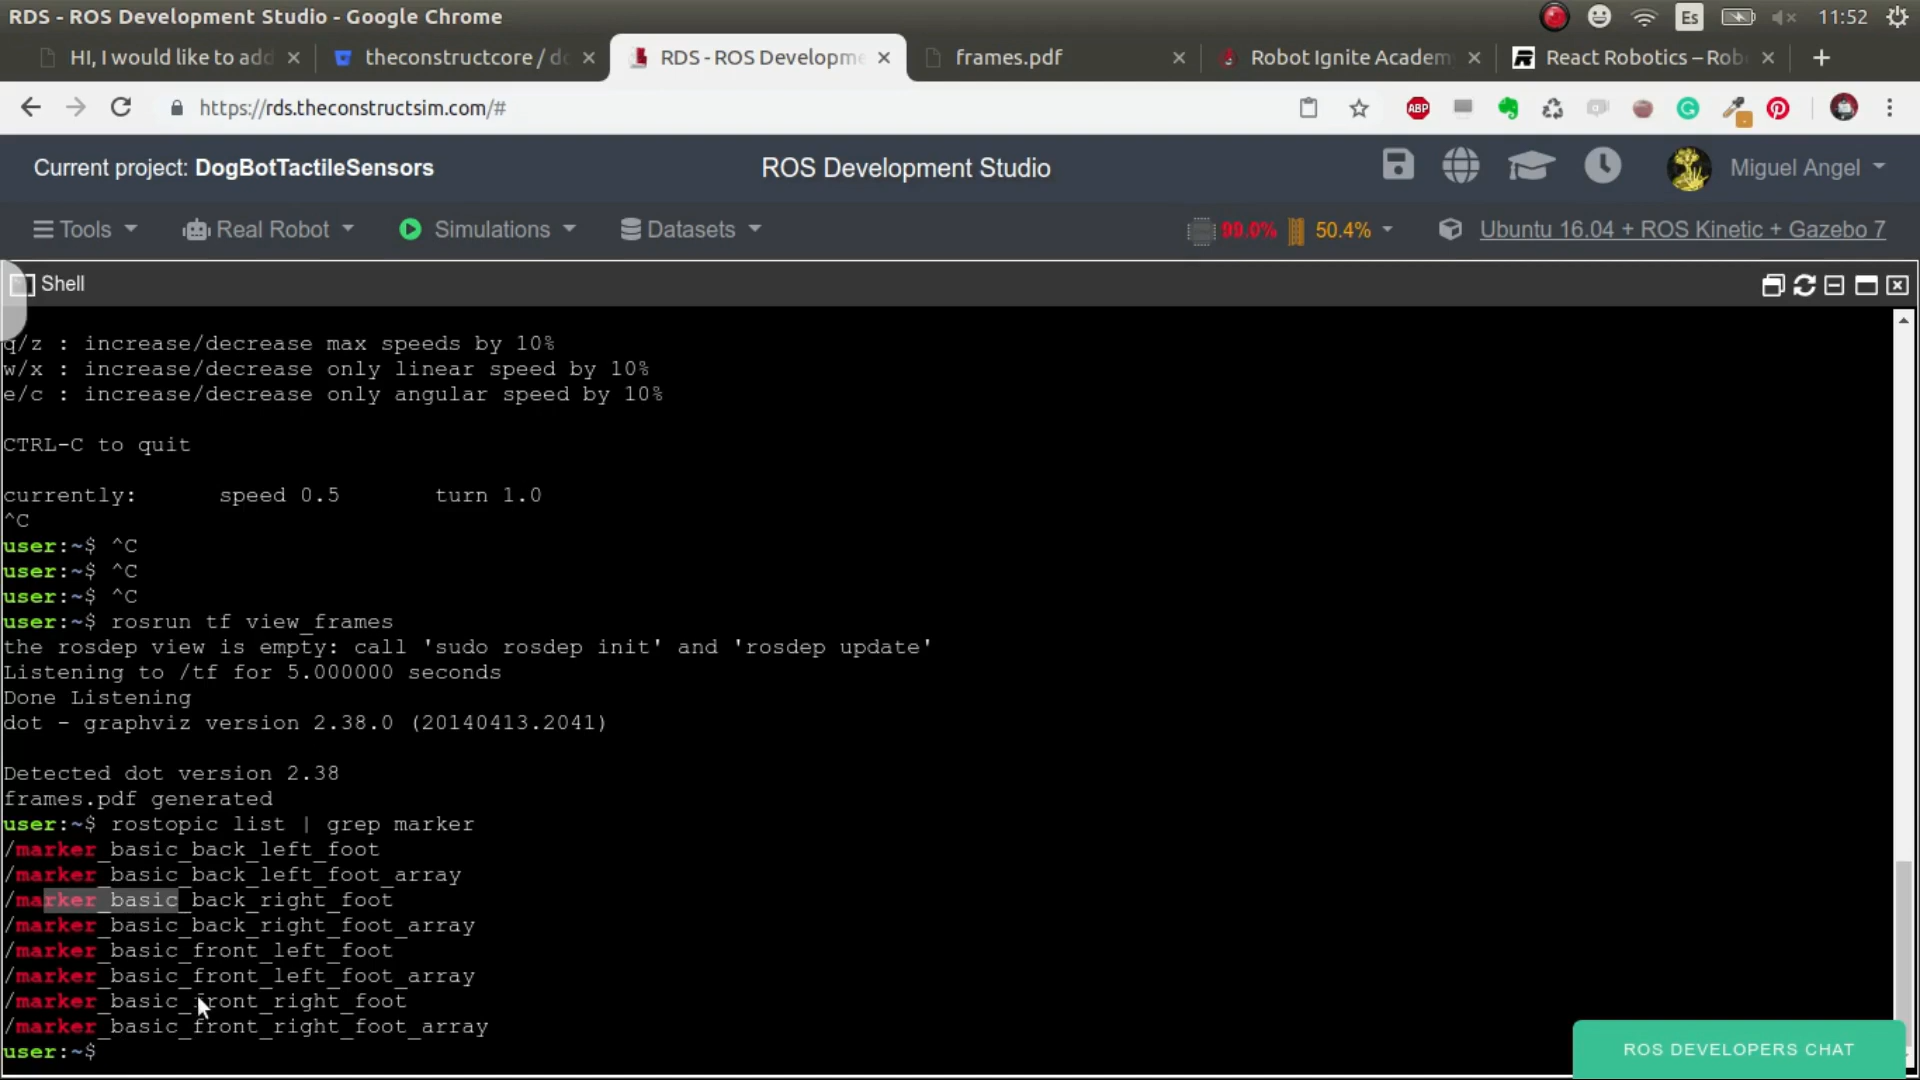 RDS - ROS Development Studio - Google Chrome
Es
11:52
HI, I would like to add
theconstructcore / do
RDS - ROS Developme
frames.pdf
Robot Ignite Academ
React Robotics – Rob
https://rds.theconstructsim.com/#
ABP
Current project: DogBotTactileSensors
ROS Development Studio
Miguel Angel
Tools
Real Robot
Simulations
Datasets
99.0%
50.4%
Ubuntu 16.04 + ROS Kinetic + Gazebo 7
Shell
q/z : increase/decrease max speeds by 10%
w/x : increase/decrease only linear speed by 10%
e/c : increase/decrease only angular speed by 10%
CTRL-C to quit
currently: speed 0.5 turn 1.0
^C
user:~$ ^C
user:~$ ^C
user:~$ ^C
user:~$ rosrun tf view_frames
the rosdep view is empty: call 'sudo rosdep init' and 'rosdep update'
Listening to /tf for 5.000000 seconds
Done Listening
dot - graphviz version 2.38.0 (20140413.2041)
Detected dot version 2.38
frames.pdf generated
user:~$ rostopic list | grep marker
/marker_basic_back_left_foot
/marker_basic_back_left_foot_array
/marker_basic_back_right_foot
/marker_basic_back_right_foot_array
/marker_basic_front_left_foot
/marker_basic_front_left_foot_array
/marker_basic_front_right_foot
/marker_basic_front_right_foot_array
user:~$
ROS DEVELOPERS CHAT